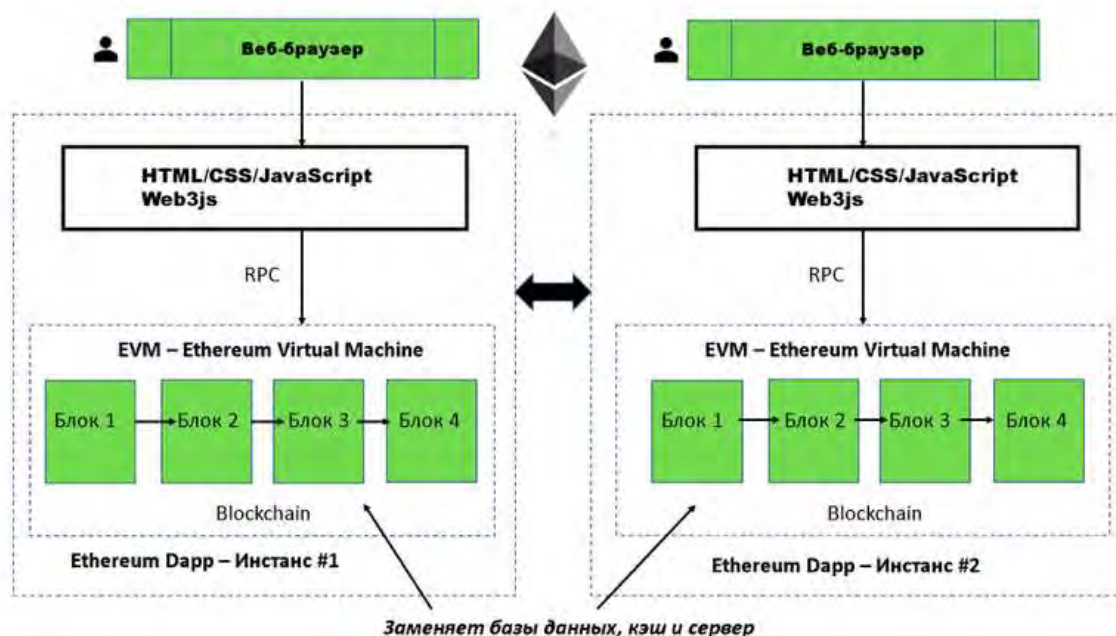 Веб-браузер
HTML/CSS/JavaScript
Web3js
RPC
EVM – Ethereum Virtual Machine
Блок 1
Блок 2
Блок 3
Блок 4
Blockchain
Ethereum Dapp – Инстанс #1
Веб-браузер
HTML/CSS/JavaScript
Web3js
RPC
EVM – Ethereum Virtual Machine
Блок 1
Блок 2
Блок 3
Блок 4
Blockchain
Ethereum Dapp – Инстанс #2
Заменяет базы данных, кэш и сервер